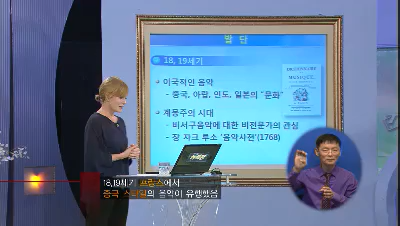 발 단
18, 19세기
이국적인 음악
- 중국, 아랍, 인도, 일본의 "문화"
계몽주의 시대
- 비서구음악에 대한 비전문가의 관심
- 장 자크 루소 '음악사전'(1768)
18,19세기 프랑스에서
중국 스타일의 음악이 유행했음